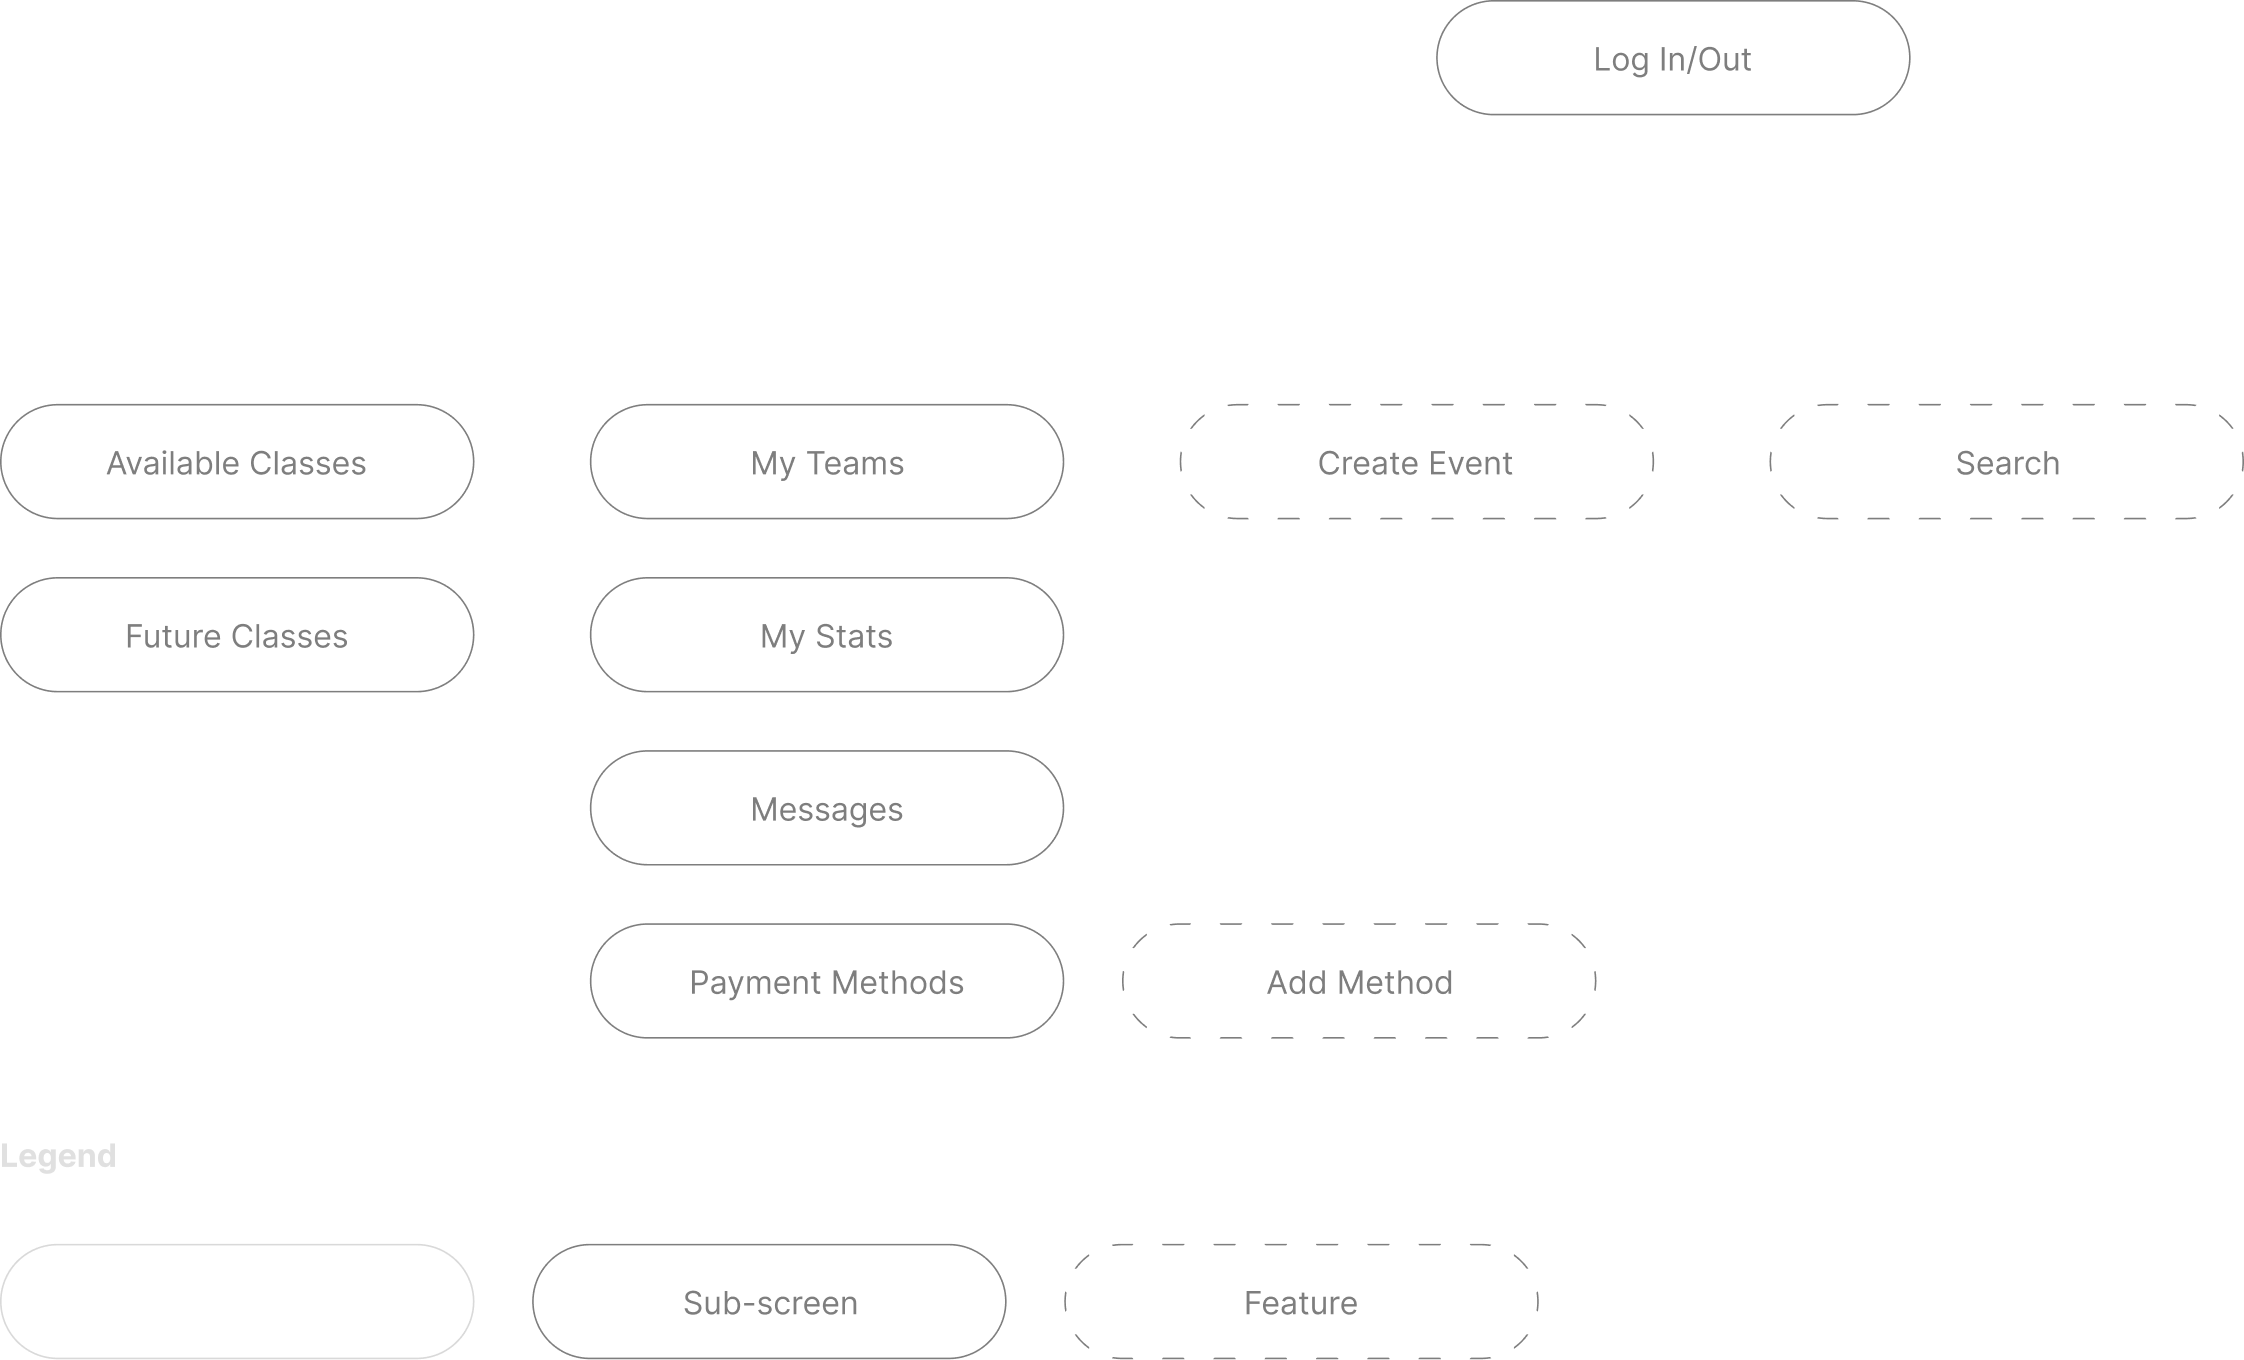 Log In/Out
Available Classes
My Teams
Create Event
Search
Future Classes
My Stats
Messages
Payment Methods
Add Method
Legend
Sub-screen
Feature